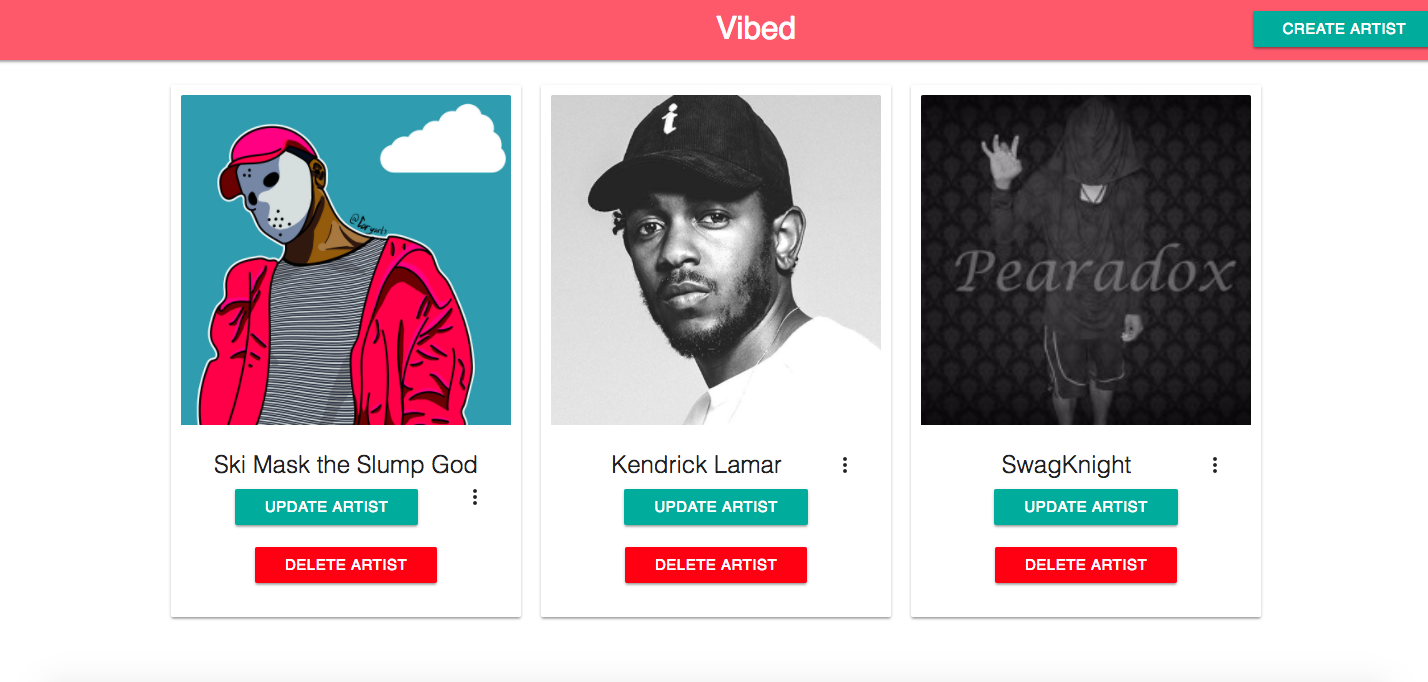 Vibed
CREATE ARTIST
i
Pearadox
Ski Mask the Slump God
UPDATE ARTIST
DELETE ARTIST
Kendrick Lamar
UPDATE ARTIST
DELETE ARTIST
SwagKnight
UPDATE ARTIST
DELETE ARTIST